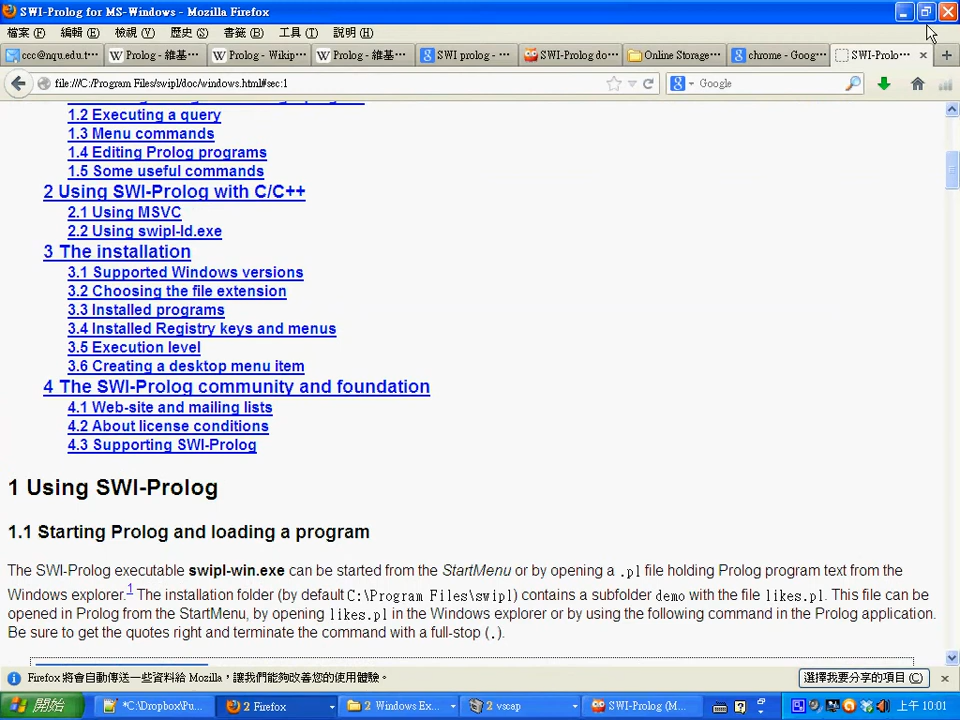 SWI-Prolog for MS-Windows - Mozilla Firefox
檔案(F) 編輯(E) 檢視(V) 歷史(S) 書籤(B) 工具(T) 說明(H)
ccc@nqu.edu.t··· Prolog - 維基··· Prolog - Wikip··· Prolog - 維基··· SWI prolog - ··· SWI-Prolog do··· Online Storage··· chrome - Goog··· SWI-Prolo···
file:///C:/Program Files/swipl/doc/windows.html#sec:1 Google
1.2 Executing a query
1.3 Menu commands
1.4 Editing Prolog programs
1.5 Some useful commands
2 Using SWI-Prolog with C/C++
2.1 Using MSVC
2.2 Using swipl-ld.exe
3 The installation
3.1 Supported Windows versions
3.2 Choosing the file extension
3.3 Installed programs
3.4 Installed Registry keys and menus
3.5 Execution level
3.6 Creating a desktop menu item
4 The SWI-Prolog community and foundation
4.1 Web-site and mailing lists
4.2 About license conditions
4.3 Supporting SWI-Prolog
1 Using SWI-Prolog
1.1 Starting Prolog and loading a program
The SWI-Prolog executable swipl-win.exe can be started from the StartMenu or by opening a .pl file holding Prolog program text from the
Windows explorer.1 The installation folder (by default C:\Program Files\swipl) contains a subfolder demo with the file likes.pl. This file can be
opened in Prolog from the StartMenu, by opening likes.pl in the Windows explorer or by using the following command in the Prolog application.
Be sure to get the quotes right and terminate the command with a full-stop (.).
Firefox 將會自動傳送一些資料給 Mozilla，讓我們能夠改善您的使用體驗。 選擇我要分享的項目(C)
開始 *C:\Dropbox\Pu... 2 Firefox 2 Windows Ex... 2 vscap SWI-Prolog (M... 上午 10:01